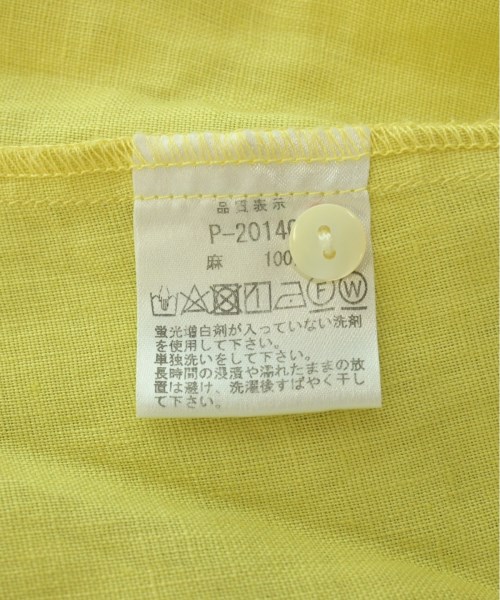 品質表示
P-20140
麻 100
F W
蛍光増白剤が入っていない洗剤
を使用して下さい。
単独洗いをして下さい。
長時間の浸漬や濡れたままの放
置は避け、洗濯後すばやく干し
て下さい。